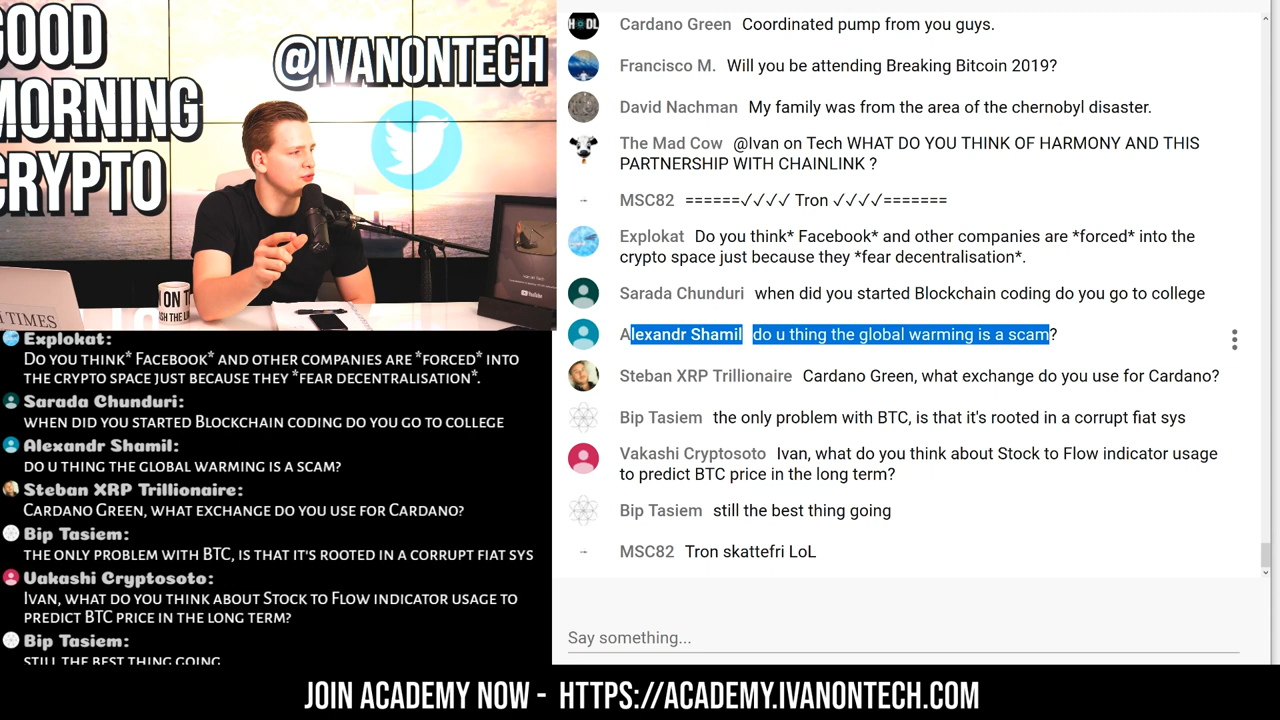 GOOD
MORNING
CRYPTO
@IVANONTECH
TIMES
ON T
YouTube
Explokat:
Do you think* Facebook* and other companies are *forced* into
the crypto space just because they *fear decentralisation*.
Sarada Chunduri:
when did you started Blockchain coding do you go to college
Alexandr Shamil:
do u thing the global warming is a scam?
Steban XRP Trillionaire:
Cardano Green, what exchange do you use for Cardano?
Bip Tasiem:
the only problem with BTC, is that it's rooted in a corrupt fiat sys
Vakashi Cryptosoto:
Ivan, what do you think about Stock to Flow indicator usage to
predict BTC price in the long term?
Bip Tasiem:
still the best thing going
HODL
Cardano Green Coordinated pump from you guys.
Francisco M. Will you be attending Breaking Bitcoin 2019?
David Nachman My family was from the area of the chernobyl disaster.
The Mad Cow @Ivan on Tech WHAT DO YOU THINK OF HARMONY AND THIS
PARTNERSHIP WITH CHAINLINK ?
MSC82 ======✓✓✓✓ Tron ✓✓✓✓=======
Explokat Do you think* Facebook* and other companies are *forced* into the
crypto space just because they *fear decentralisation*.
Sarada Chunduri when did you started Blockchain coding do you go to college
Alexandr Shamil do u thing the global warming is a scam?
Steban XRP Trillionaire Cardano Green, what exchange do you use for Cardano?
Bip Tasiem the only problem with BTC, is that it's rooted in a corrupt fiat sys
Vakashi Cryptosoto Ivan, what do you think about Stock to Flow indicator usage
to predict BTC price in the long term?
Bip Tasiem still the best thing going
MSC82 Tron skattefri LoL
Say something...
JOIN ACADEMY NOW - HTTPS://ACADEMY.IVANONTECH.COM